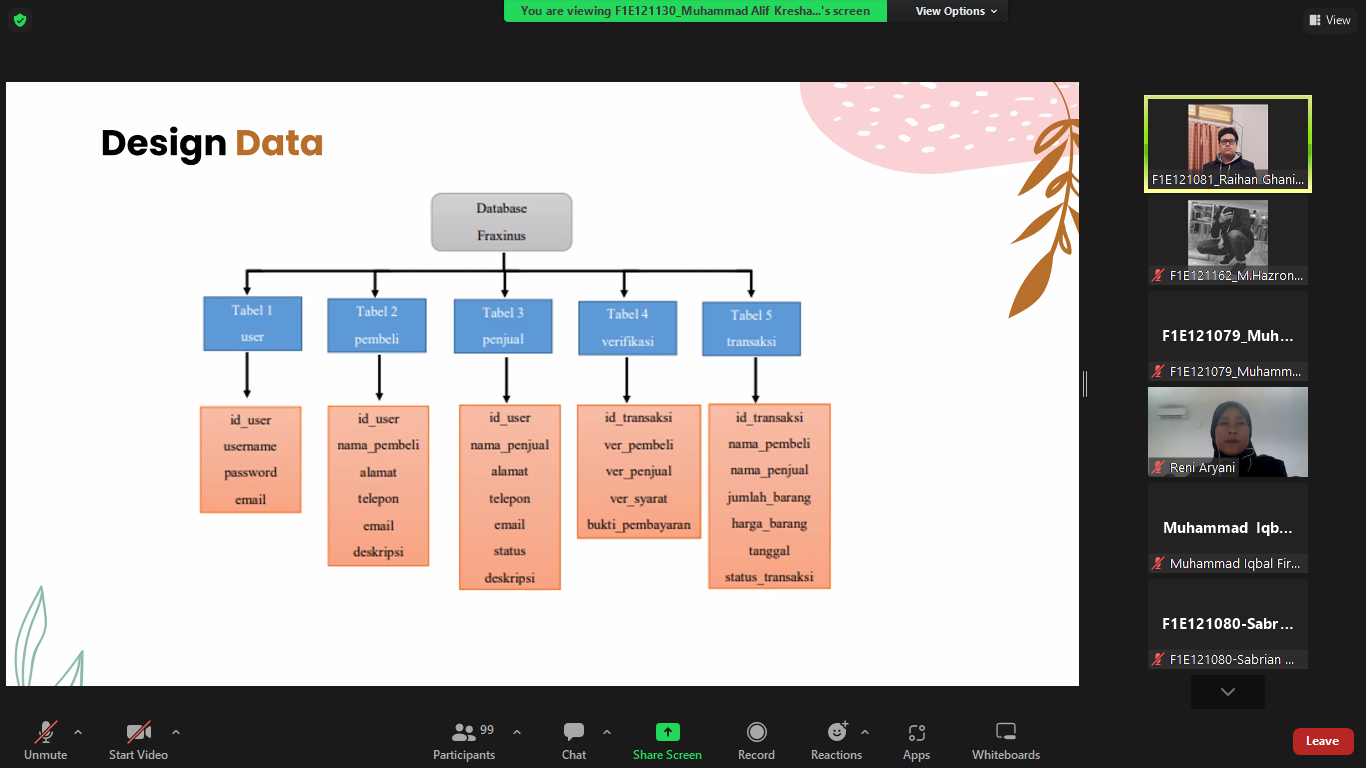 You are viewing F1E121130_Muhammad Alif Kresha...'s screen
View Options
View
Design Data
Database
Fraxinus
Tabel 1
user
Tabel 2
pembeli
Tabel 3
penjual
Tabel 4
verifikasi
Tabel 5
transaksi
id_user
username
password
email
id_user
nama_pembeli
alamat
telepon
email
deskripsi
id_user
nama_penjual
alamat
telepon
email
status
deskripsi
id_transaksi
ver_pembeli
ver_penjual
ver_syarat
bukti_pembayaran
id_transaksi
nama_pembeli
nama_penjual
jumlah_barang
harga_barang
tanggal
status_transaksi
F1E121081_Raihan Ghani...
F1E121162_M.Hazron...
F1E121079_Muh...
F1E121079_Muhamm...
Reni Aryani
Muhammad Iqb...
Muhammad Iqbal Fir...
F1E121080-Sabr...
F1E121080-Sabrian ...
Unmute
Start Video
Participants
99
Chat
Share Screen
Record
Reactions
Apps
Whiteboards
Leave